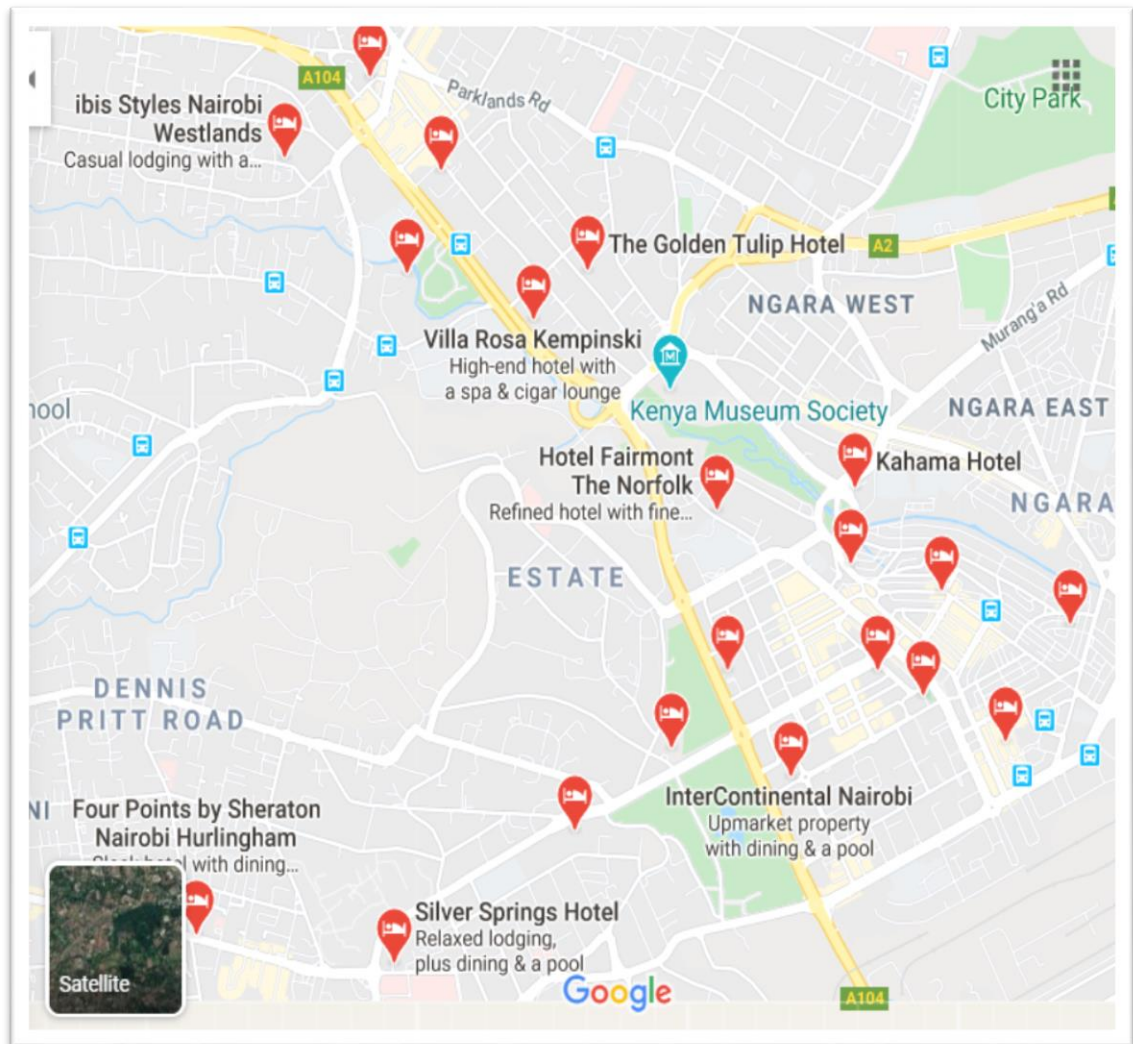 A104
Parklands Rd
City Park
ibis Styles Nairobi
Westlands
Casual lodging with a...
The Golden Tulip Hotel
A2
NGARA WEST
Murang'a Rd
Villa Rosa Kempinski
High-end hotel with
a spa & cigar lounge
Kenya Museum Society
NGARA EAST
Hotel Fairmont
The Norfolk
Refined hotel with fine...
Kahama Hotel
NGARA
ESTATE
DENNIS
PRITT ROAD
InterContinental Nairobi
Upmarket property
with dining & a pool
Four Points by Sheraton
Nairobi Hurlingham
hotel with dining...
Silver Springs Hotel
Relaxed lodging,
plus dining & a pool
Satellite
Google
A104